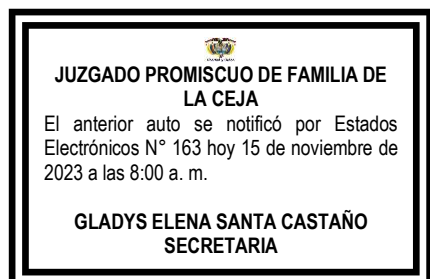 JUZGADO PROMISCUO DE FAMILIA DE
LA CEJA
El anterior auto se notificó por Estados
Electrónicos N° 163 hoy 15 de noviembre de
2023 a las 8:00 a. m.
GLADYS ELENA SANTA CASTAÑO
SECRETARIA